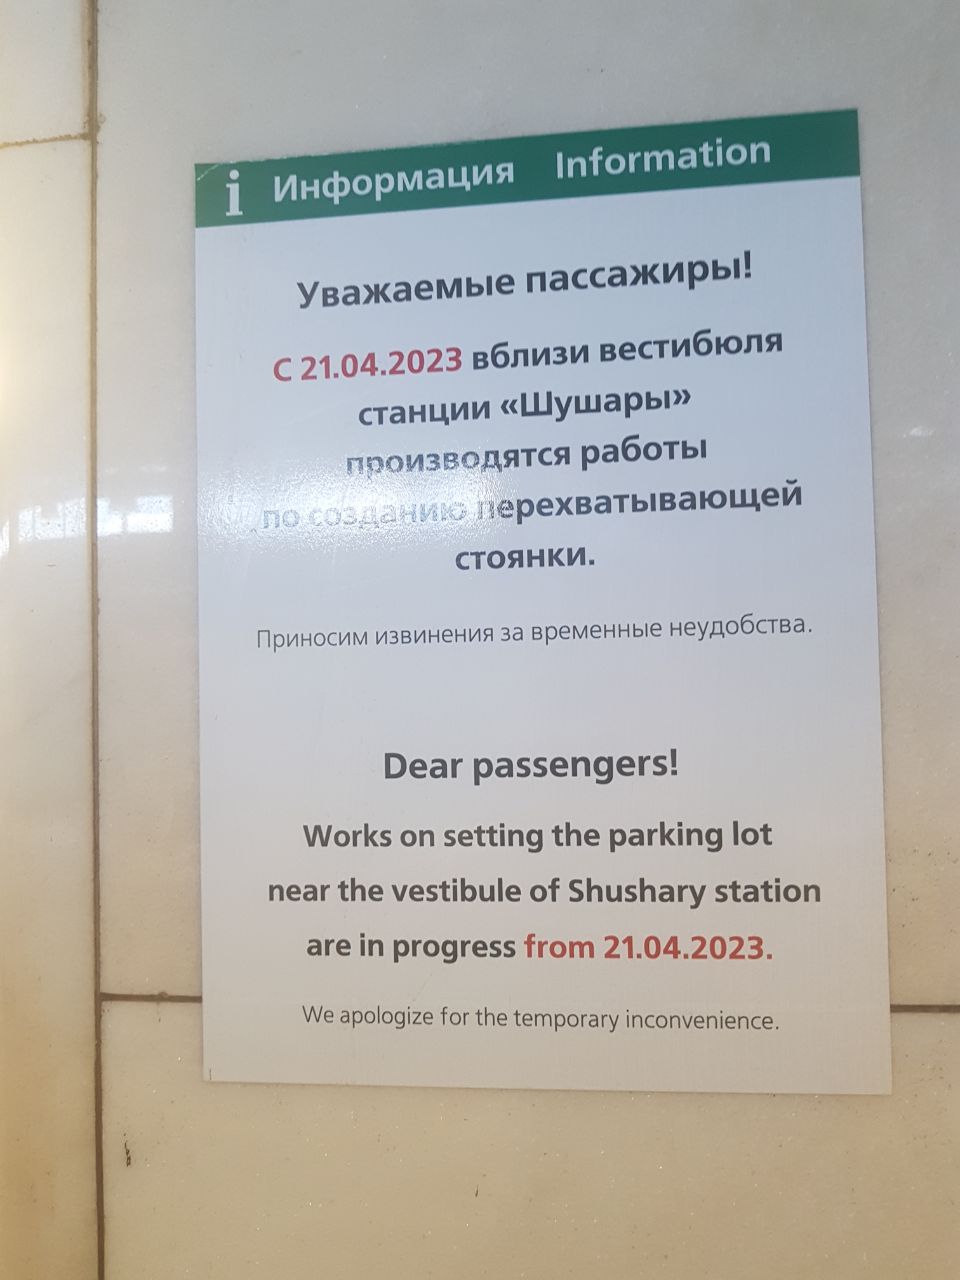 i Информация Information
Уважаемые пассажиры!
С 21.04.2023 вблизи вестибюля
станции «Шушары»
производятся работы
по созданию перехватывающей
стоянки.
Приносим извинения за временные неудобства.
Dear passengers!
Works on setting the parking lot
near the vestibule of Shushary station
are in progress from 21.04.2023.
We apologize for the temporary inconvenience.